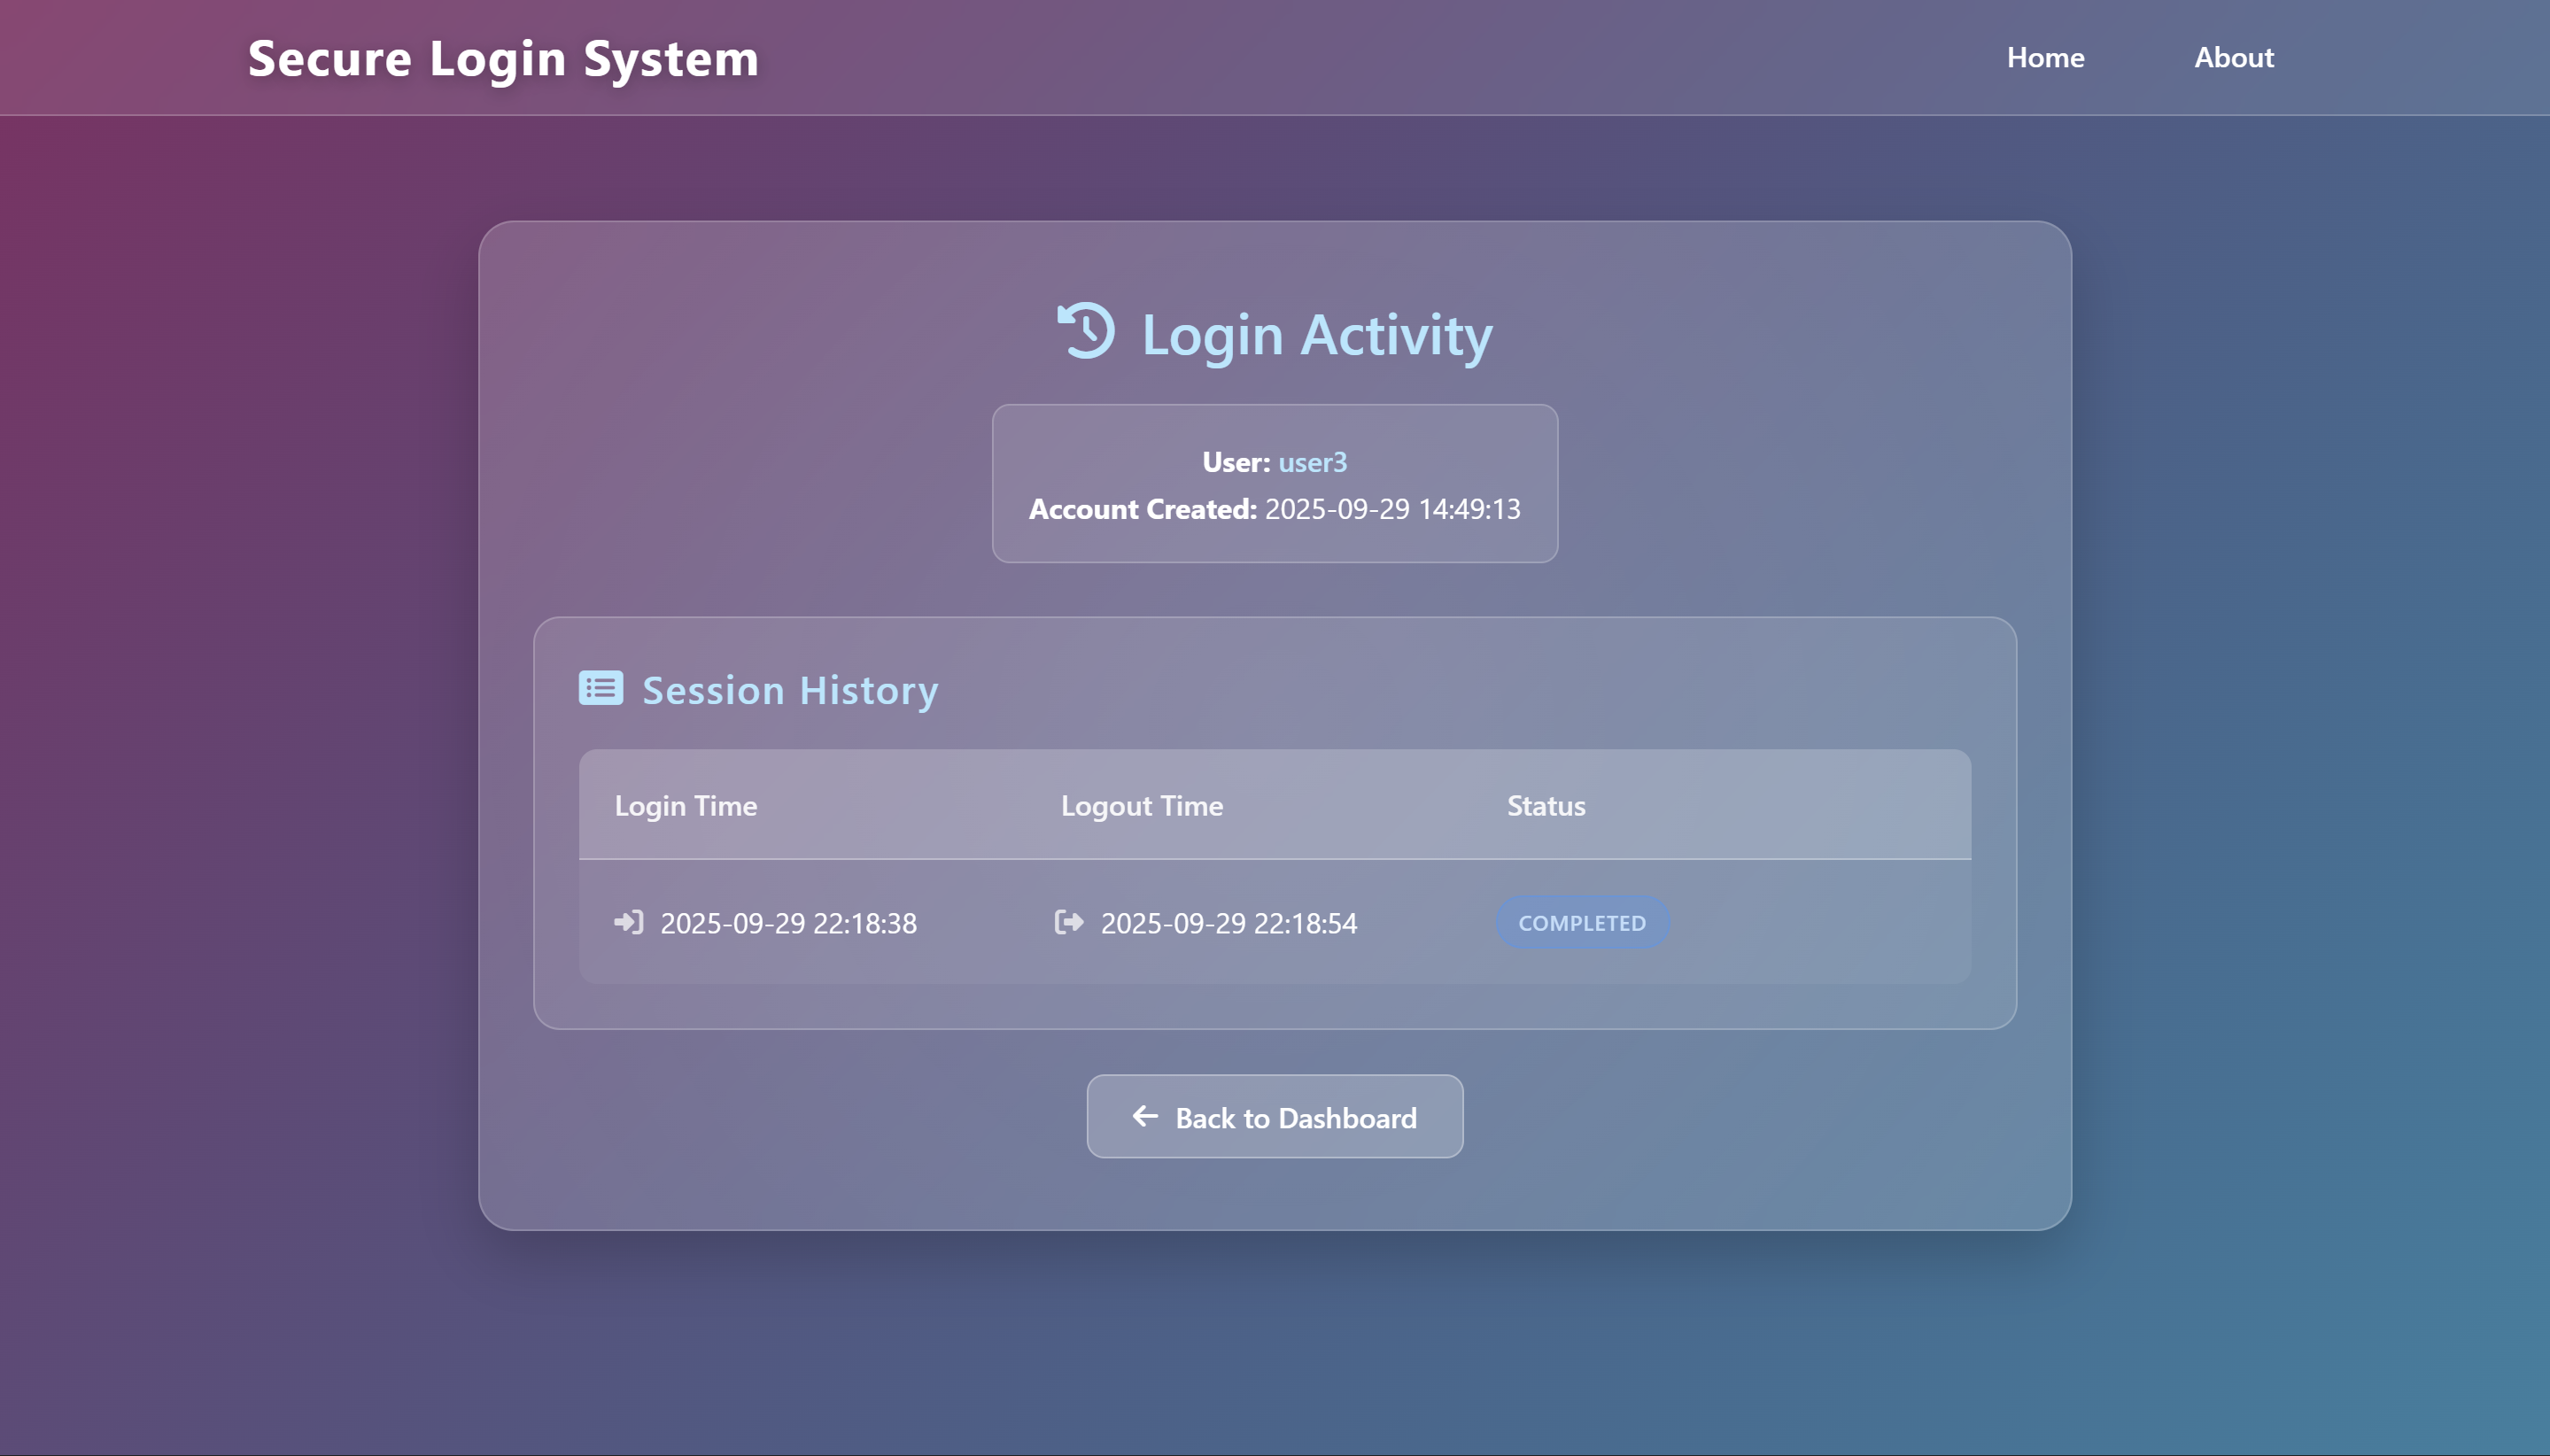 Secure Login System
Home About
Login Activity
User: user3
Account Created: 2025-09-29 14:49:13
Session History
Login Time Logout Time Status
2025-09-29 22:18:38 2025-09-29 22:18:54 COMPLETED
Back to Dashboard